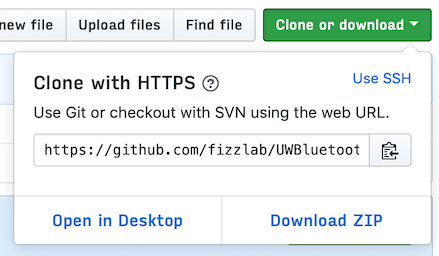 new file Upload files Find file Clone or download
Clone with HTTPS ? Use SSH
Use Git or checkout with SVN using the web URL.
https://github.com/fizzlab/UWBluetoot
Open in Desktop Download ZIP